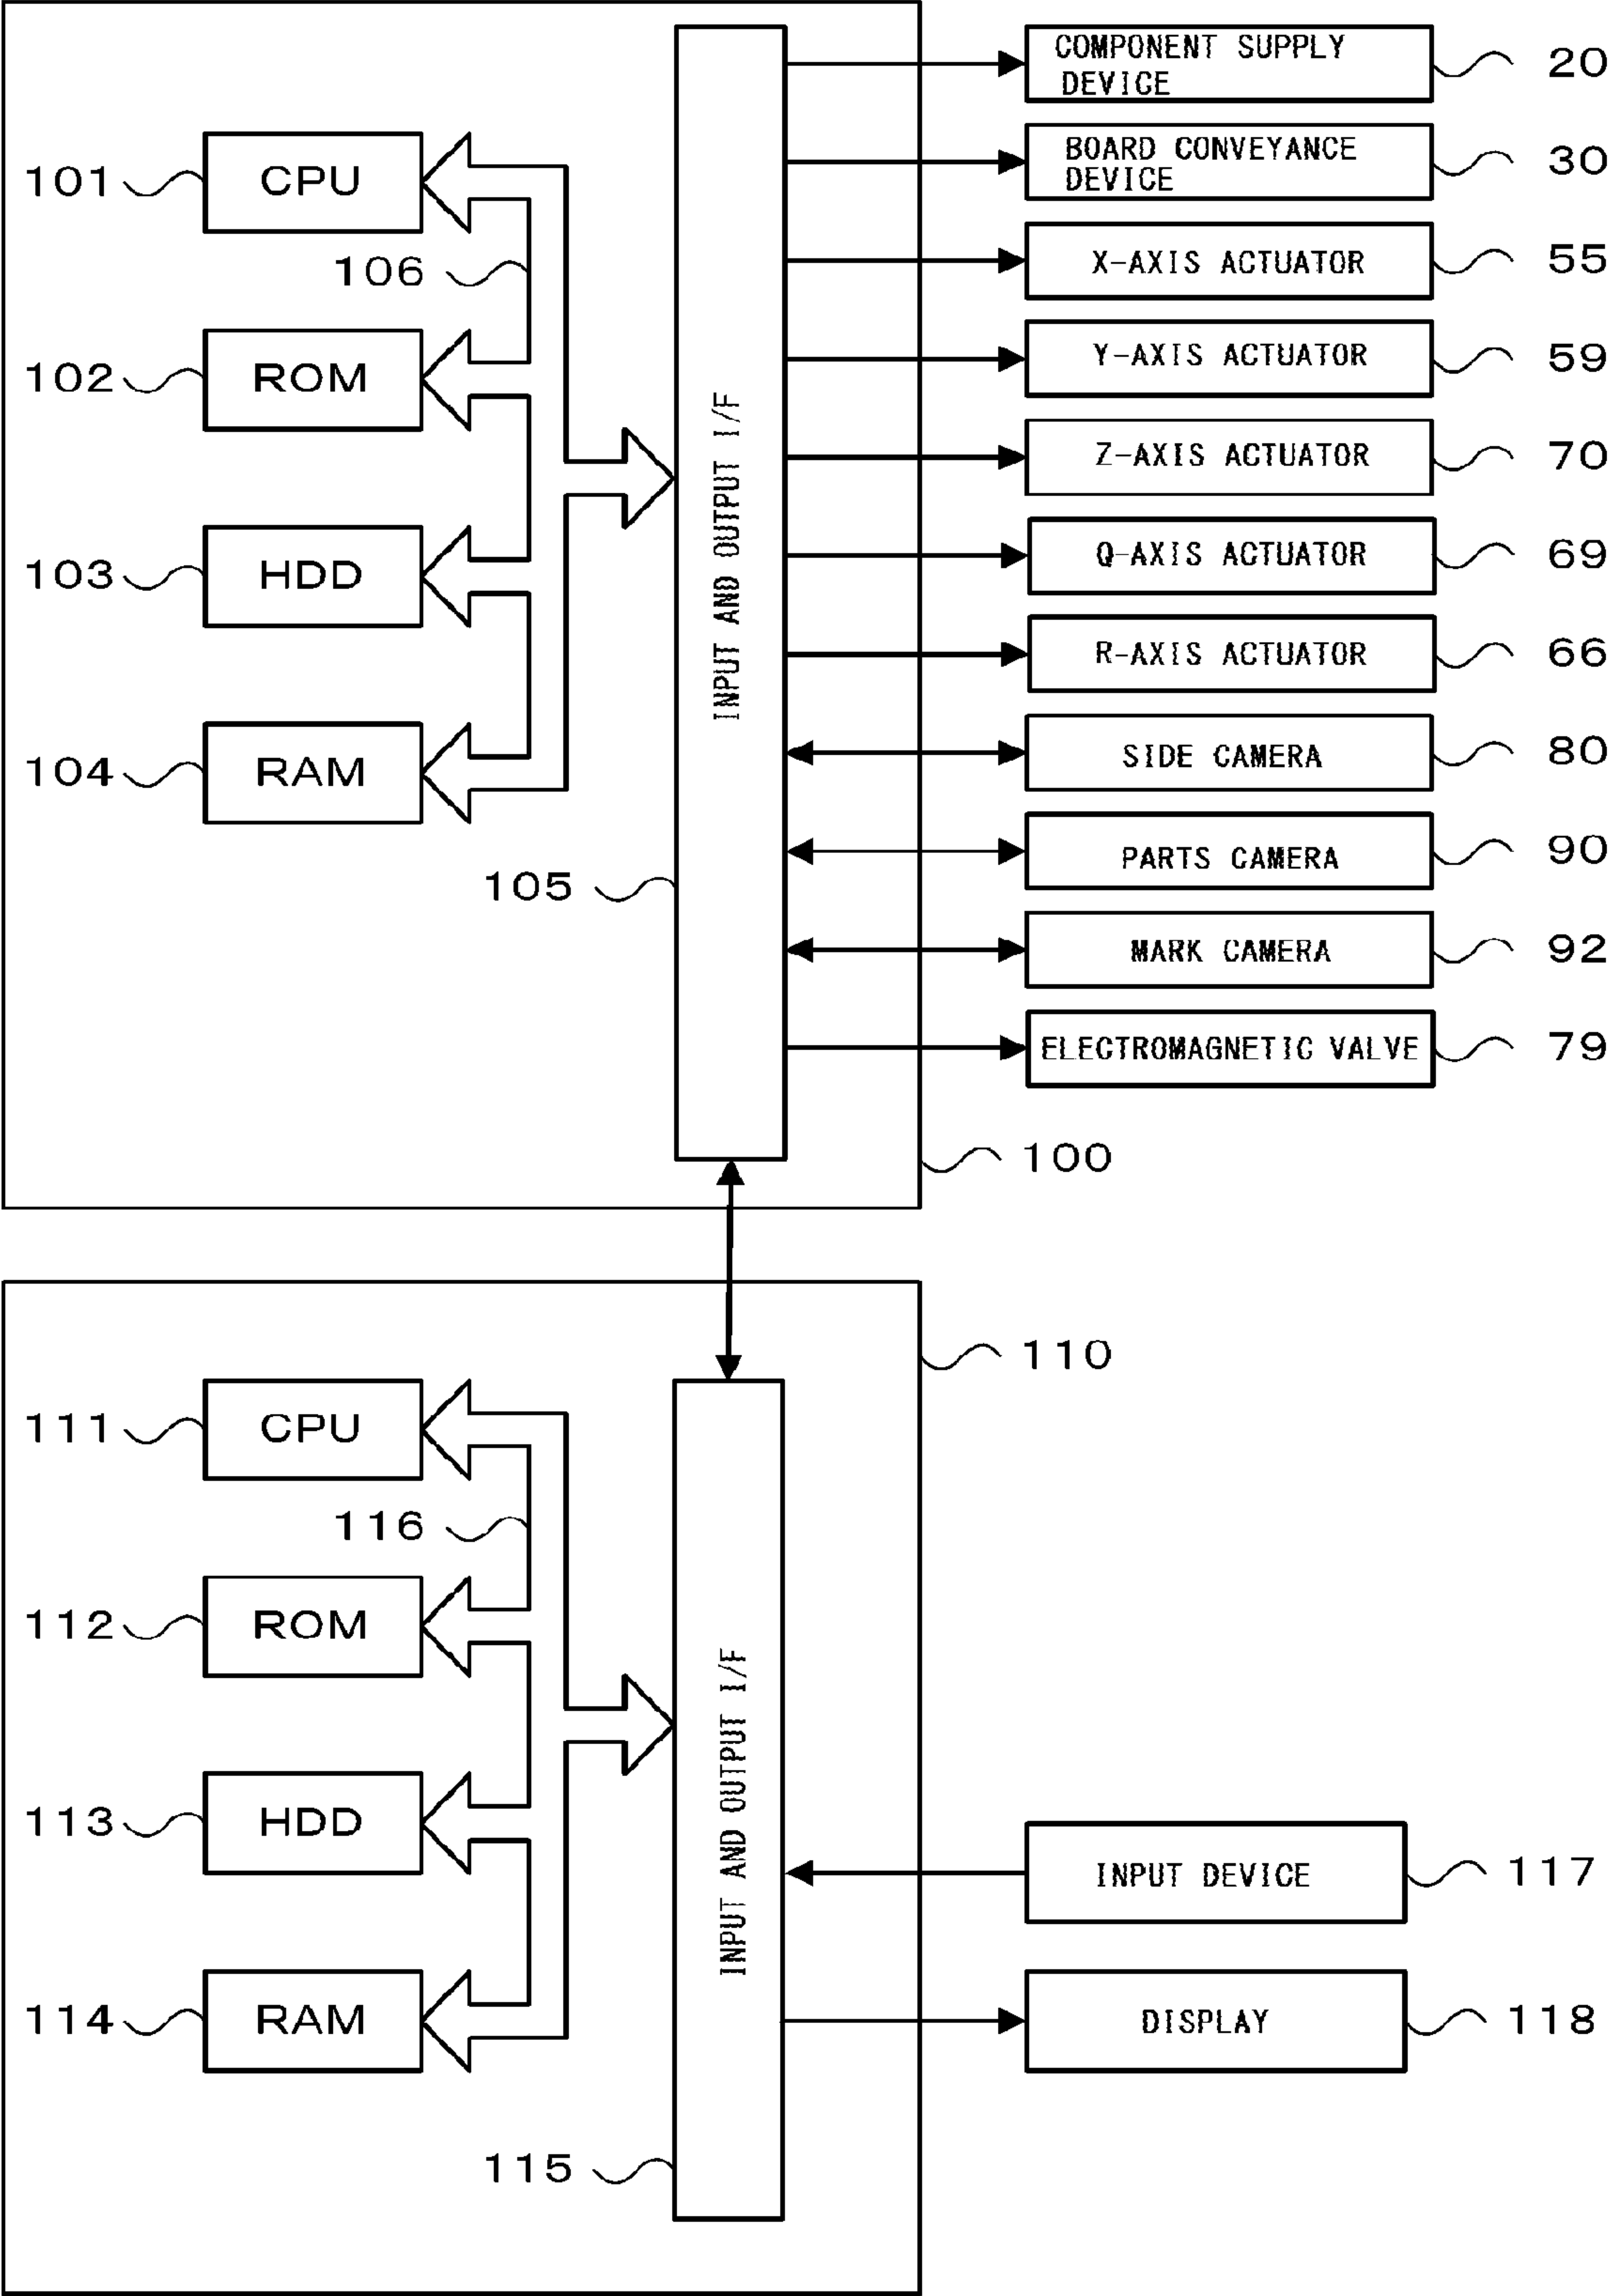 COMPONENT SUPPLY
DEVICE
20
BOARD CONVEYANCE
DEVICE
30
101
CPU
106
X-AXIS ACTUATOR
55
102
ROM
Y-AXIS ACTUATOR
59
Z-AXIS ACTUATOR
70
103
HDD
Q-AXIS ACTUATOR
69
INPUT AND OUTPUT I/F
R-AXIS ACTUATOR
66
104
RAM
SIDE CAMERA
80
105
PARTS CAMERA
90
MARK CAMERA
92
ELECTROMAGNETIC VALVE
79
100
110
111
CPU
116
112
ROM
INPUT AND OUTPUT I/F
113
HDD
INPUT DEVICE
117
114
RAM
DISPLAY
118
115